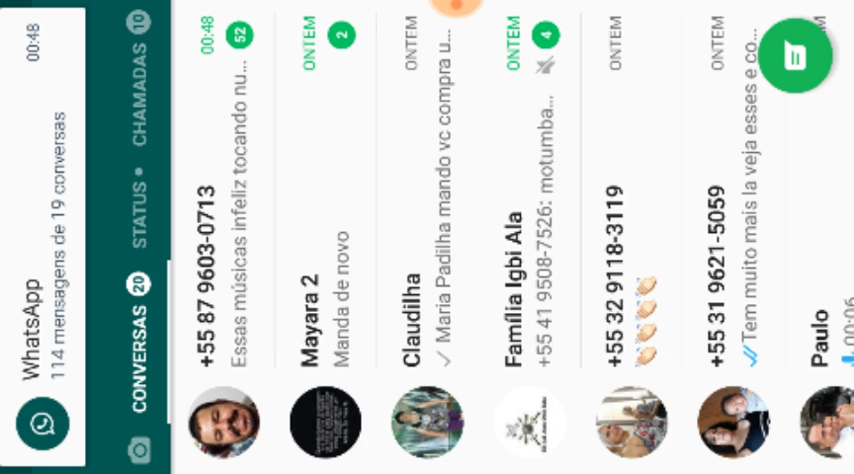 WhatsApp
00:48
114 mensagens de 19 conversas
CONVERSAS 20
STATUS •
CHAMADAS 10
+55 87 9603-0713
00:48
Essas músicas infeliz tocando nu...
52
Mayara 2
ONTEM
Manda de novo
2
Claudilha
ONTEM
Maria Padilha mando vc compra u...
Família Igbi Ala
ONTEM
+55 41 9508-7526: motumba...
4
+55 32 9118-3119
ONTEM
👏🏻👏🏻👏🏻👏🏻
+55 31 9621-5059
ONTEM
Tem muito mais la veja esses e co...
Paulo
00:06